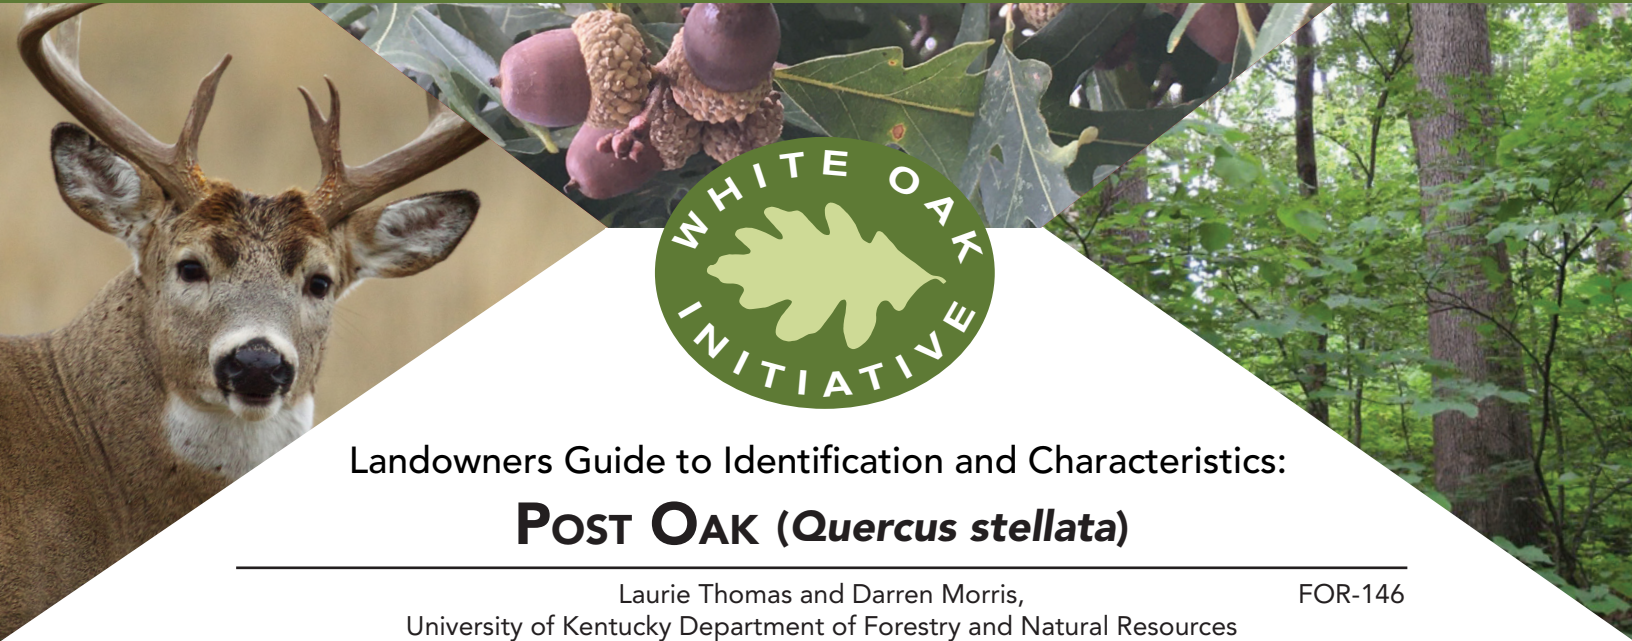 WHITE OAK
INITIATIVE
Landowners Guide to Identification and Characteristics:
POST OAK (Quercus stellata)
Laurie Thomas and Darren Morris,
FOR-146
University of Kentucky Department of Forestry and Natural Resources